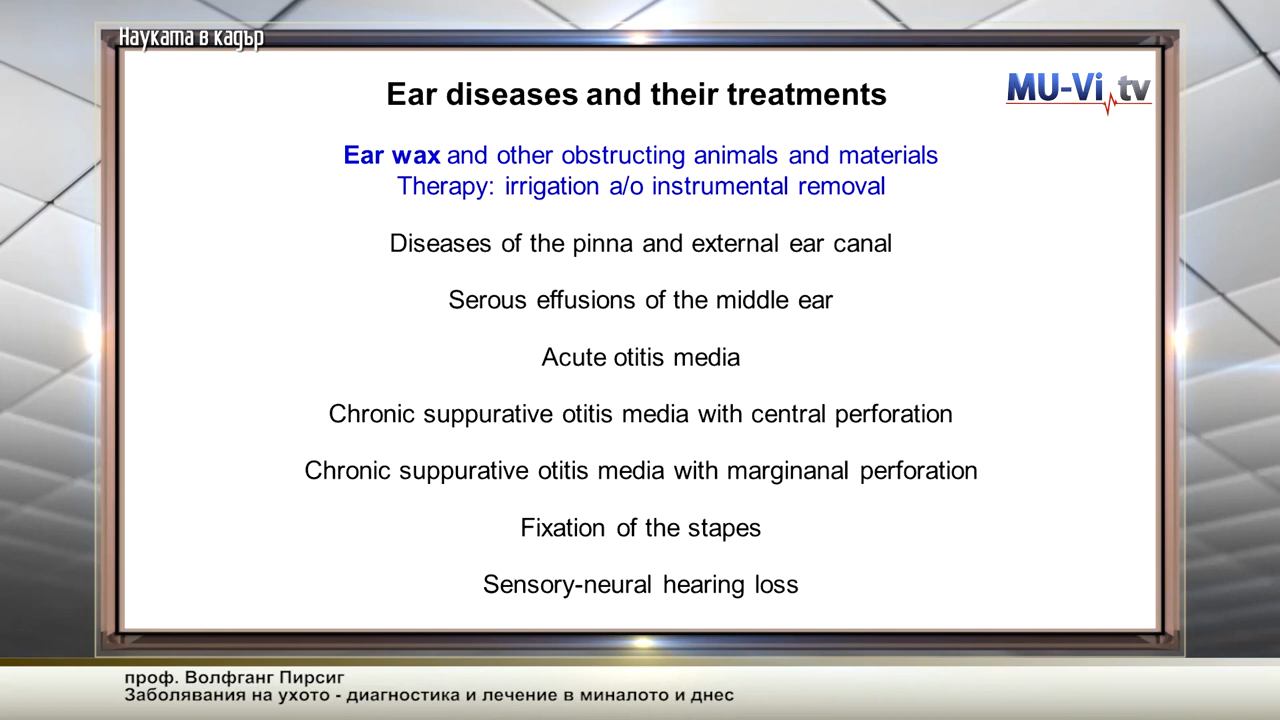 Науката в кадър
Ear diseases and their treatments
MU-Vi.tv
Ear wax and other obstructing animals and materials
Therapy: irrigation a/o instrumental removal
Diseases of the pinna and external ear canal
Serous effusions of the middle ear
Acute otitis media
Chronic suppurative otitis media with central perforation
Chronic suppurative otitis media with marginanal perforation
Fixation of the stapes
Sensory-neural hearing loss
проф. Волфганг Пирсиг
Заболявания на ухото - диагностика и лечение в миналото и днес